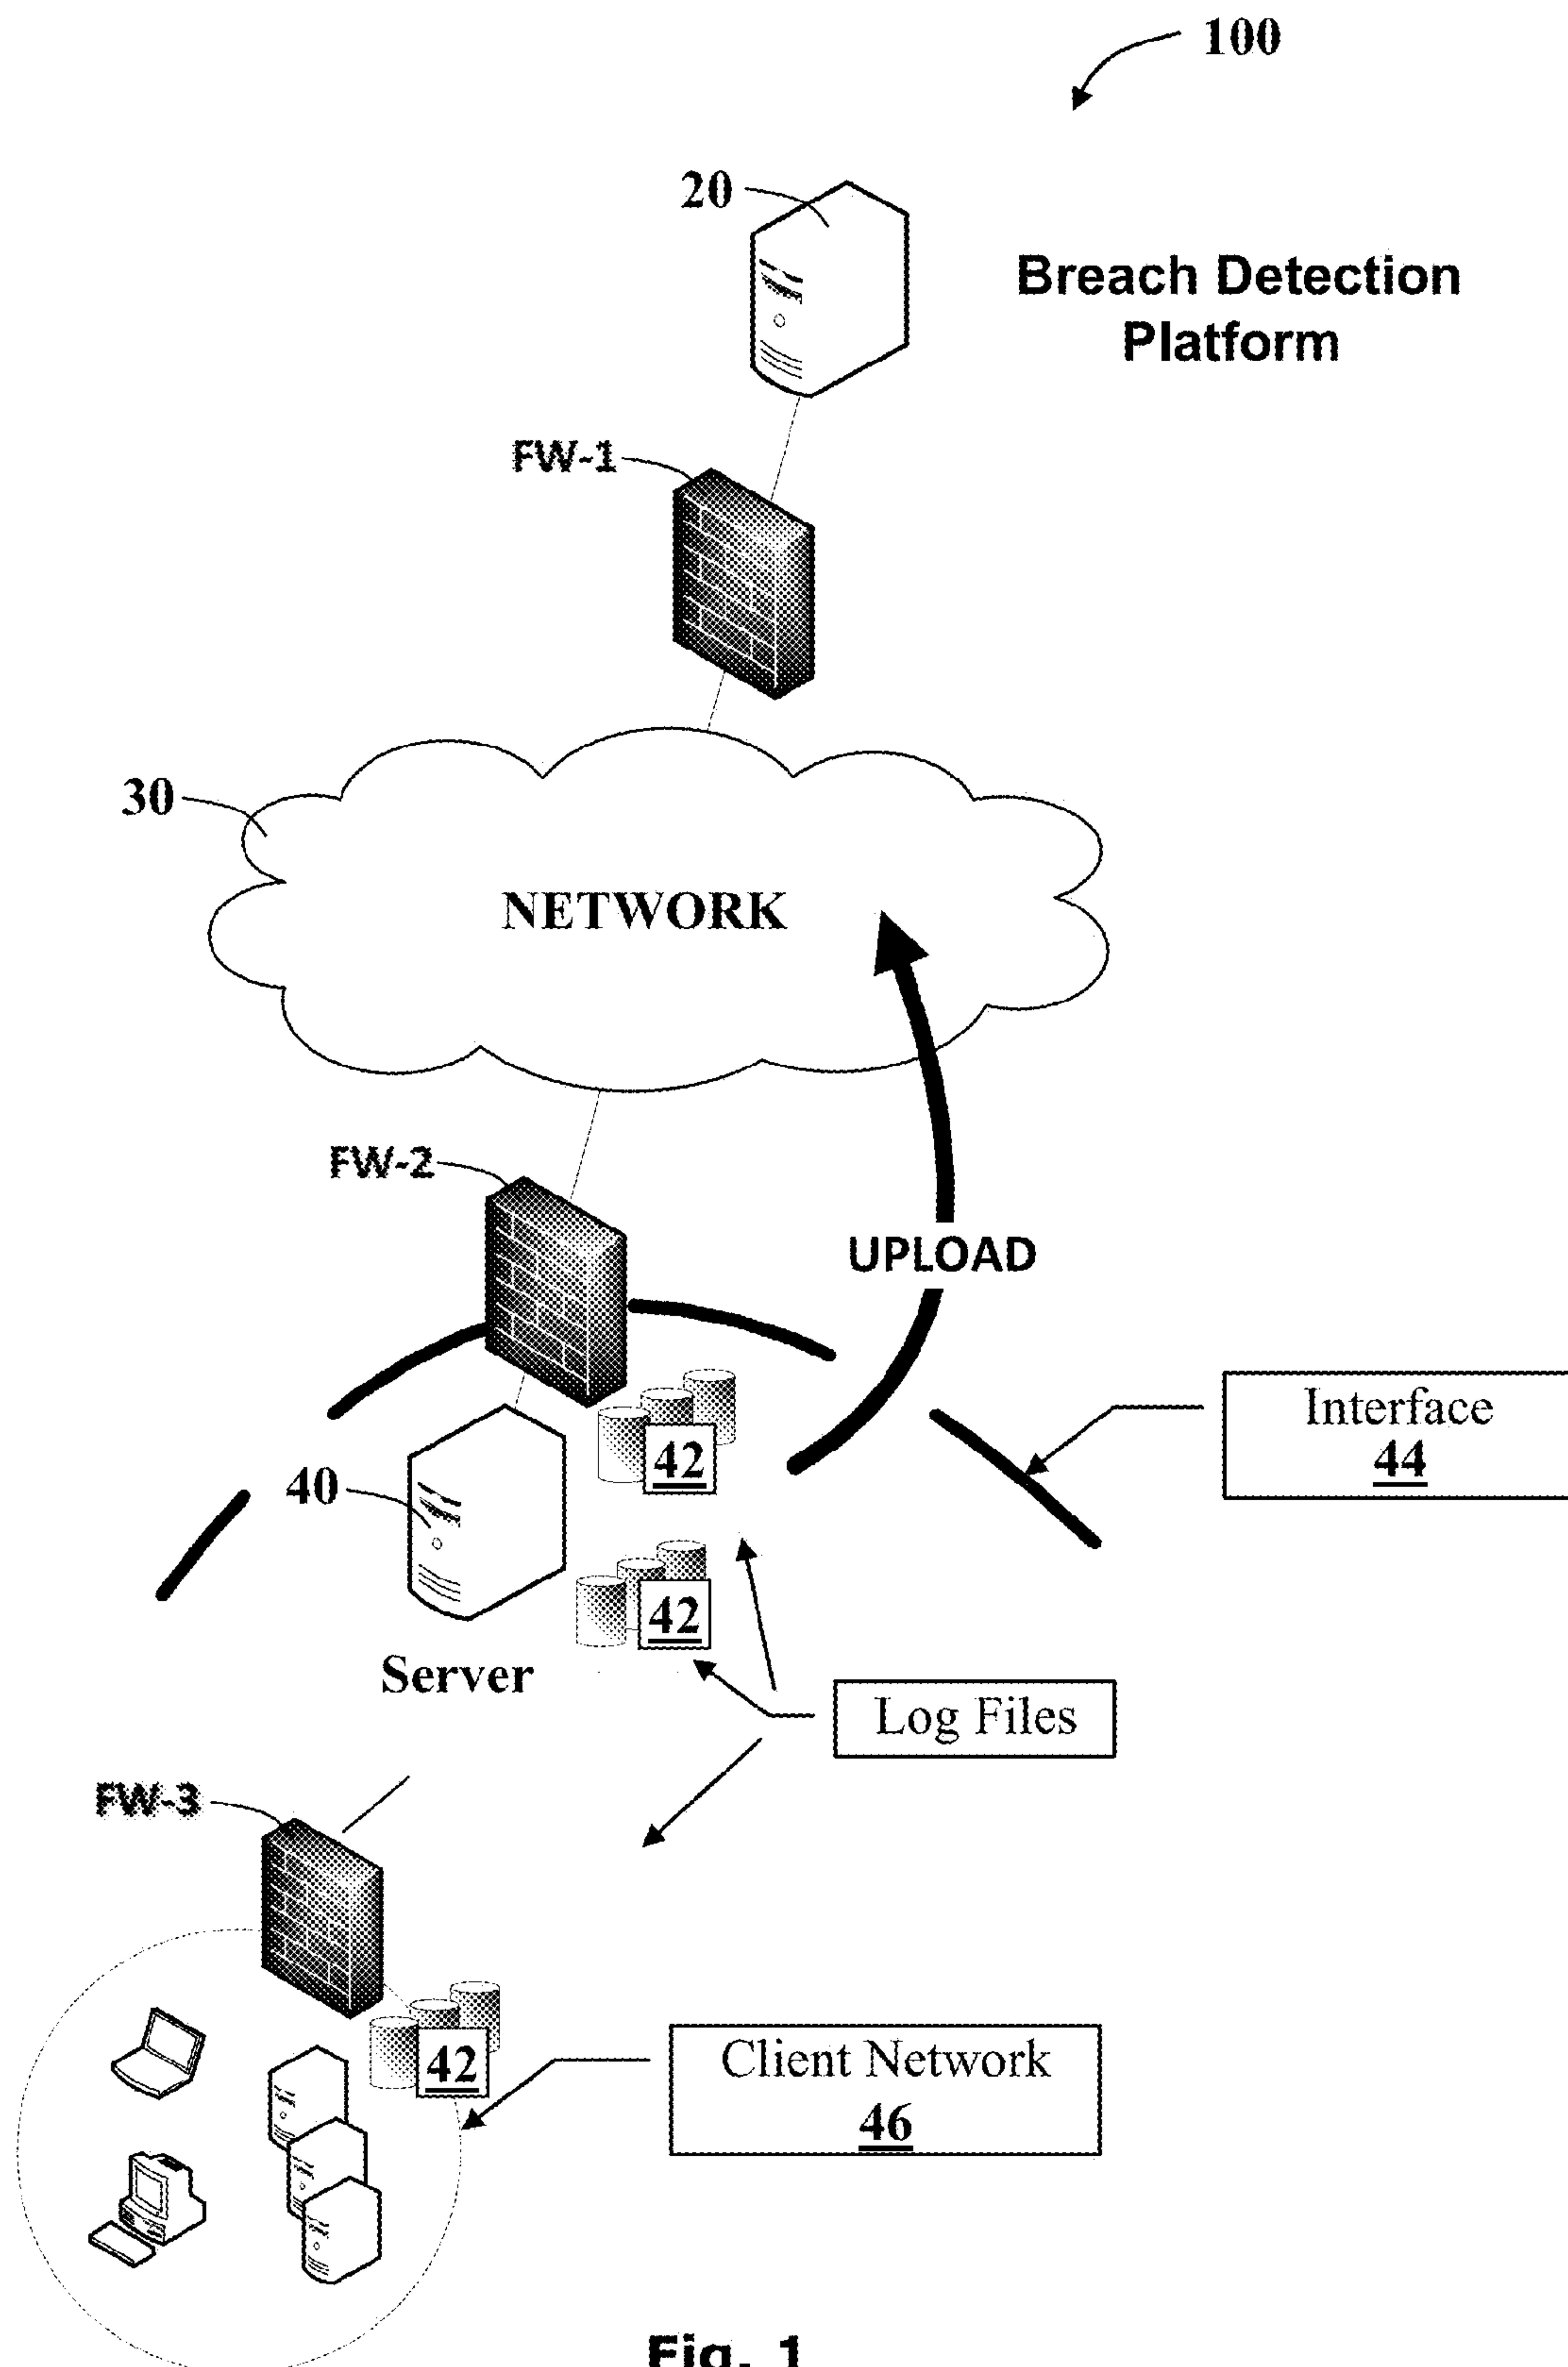 100
20
Breach Detection
Platform
FW-1
30
NETWORK
FW-2
UPLOAD
Interface
44
42
40
42
Server
Log Files
FW-3
42
Client Network
46
Fig. 1